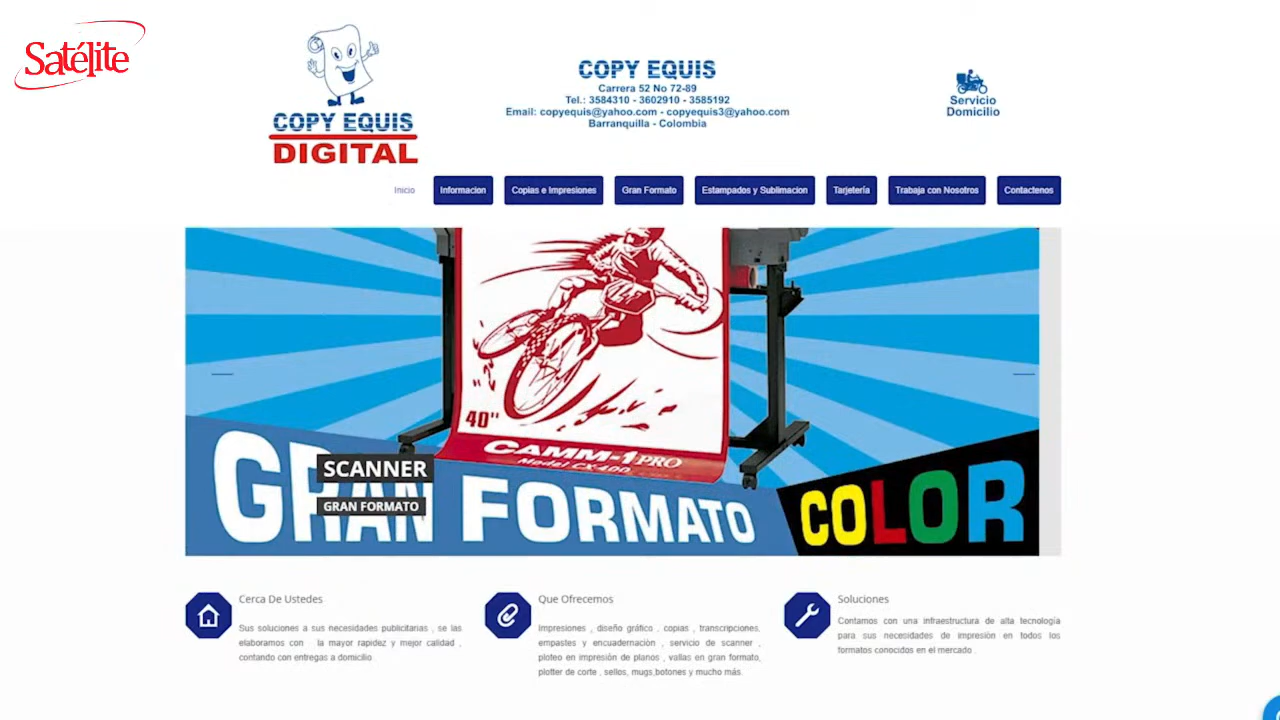 Satélite
COPY EQUIS
DIGITAL
COPY EQUIS
Carrera 52 No 72-89
Tel.: 3584310 - 3602910 - 3585192
Email: copyequis@yahoo.com - copyequis3@yahoo.com
Barranquilla - Colombia
Servicio
Domicilio
Inicio
Informacion
Copias e Impresiones
Gran Formato
Estampados y Sublimacion
Tarjetería
Trabaja con Nosotros
Contactenos
40"
CAMM-1 PRO
Model CX-400
GRAN FORMATO COLOR
SCANNER
GRAN FORMATO
Cerca De Ustedes
Sus soluciones a sus necesidades publicitarias , se las
elaboramos con la mayor rapidez y mejor calidad ,
contando con entregas a domicilio
Que Ofrecemos
Impresiones , diseño gráfico , copias , transcripciones,
empastes y encuadernación , servicio de scanner ,
ploteo en impresión de planos , vallas en gran formato,
plotter de corte , sellos, mugs,botones y mucho más.
Soluciones
Contamos con una infraestructura de alta tecnología
para sus necesidades de impresión en todos los
formatos conocidos en el mercado